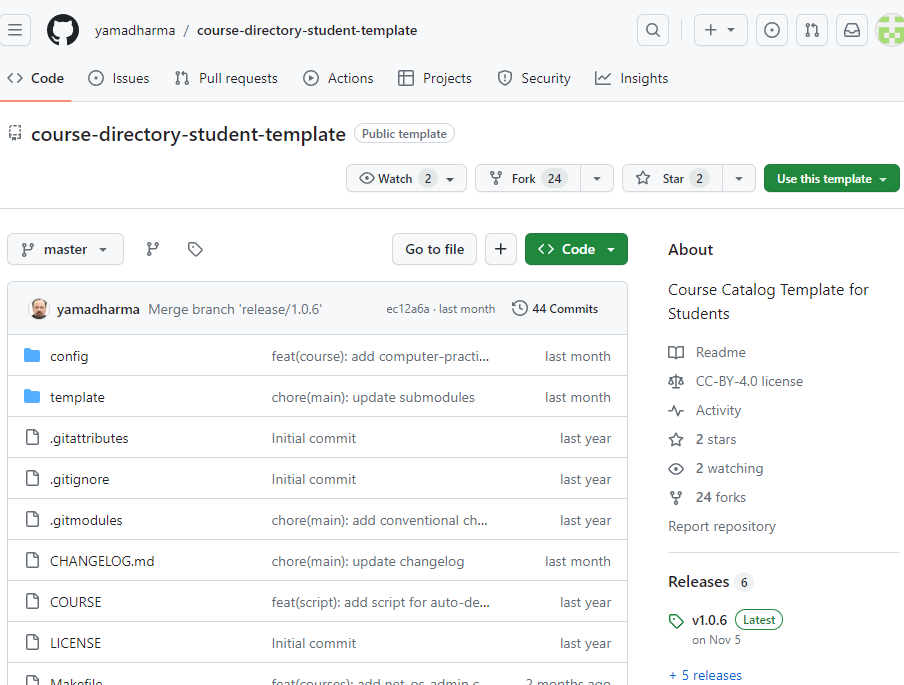 yamadharma / course-directory-student-template
Code Issues Pull requests Actions Projects Security Insights
course-directory-student-template Public template
Watch 2 Fork 24 Star 2 Use this template
master Go to file + Code
yamadharma Merge branch 'release/1.0.6' ec12a6a · last month 44 Commits
config feat(course): add computer-practi... last month
template chore(main): update submodules last month
.gitattributes Initial commit last year
.gitignore Initial commit last year
.gitmodules chore(main): add conventional ch... last year
CHANGELOG.md chore(main): update changelog last month
COURSE feat(script): add script for auto-de... last year
LICENSE Initial commit last year
Makefile feat(courses): add net-os-admin c... 2 months ago
About
Course Catalog Template for
Students
Readme
CC-BY-4.0 license
Activity
2 stars
2 watching
24 forks
Report repository
Releases 6
v1.0.6 Latest
on Nov 5
+ 5 releases